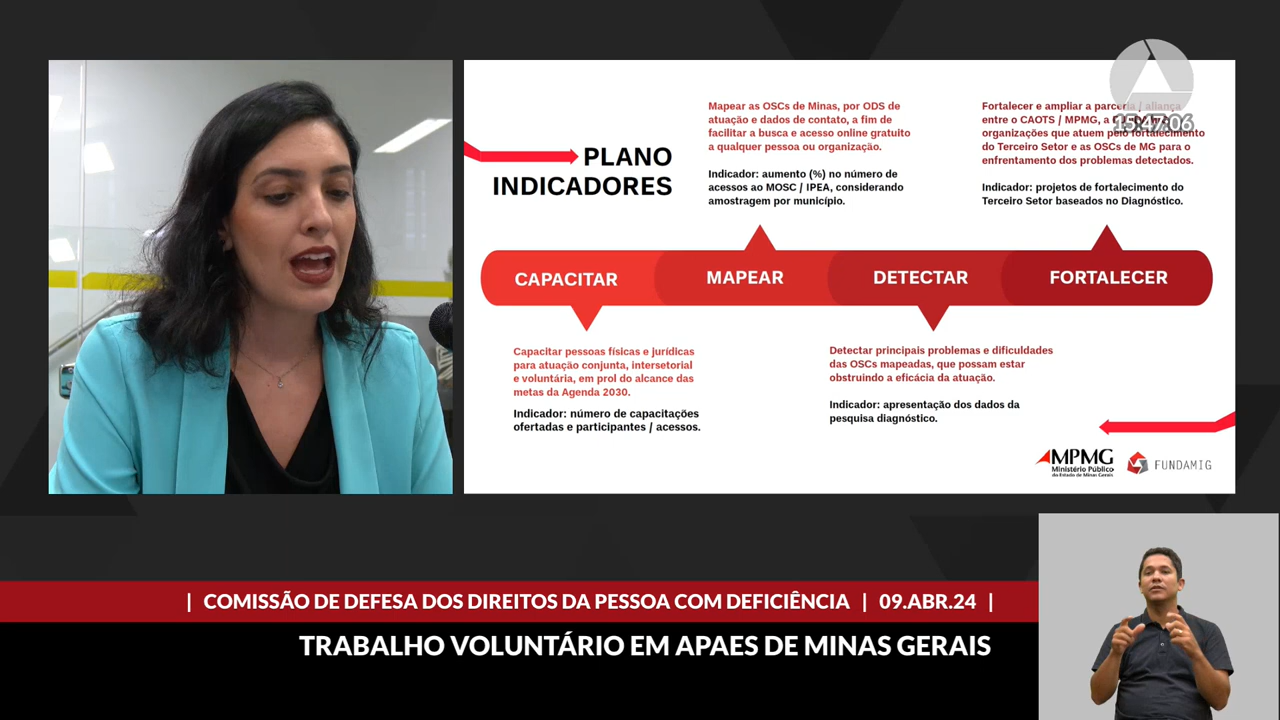 PLANO
INDICADORES
Mapear as OSCs de Minas, por ODS de
atuação e dados de contato, a fim de
facilitar a busca e acesso online gratuito
a qualquer pessoa ou organização.
Indicador: aumento (%) no número de
acessos ao MOSC / IPEA, considerando
amostragem por município.
Fortalecer e ampliar a parceria / aliança
entre o CAOTS / MPMG, a
organizações que atuem pelo fortalecimento
do Terceiro Setor e as OSCs de MG para o
enfrentamento dos problemas detectados.
Indicador: projetos de fortalecimento do
Terceiro Setor baseados no Diagnóstico.
15:47:06
CAPACITAR
MAPEAR
DETECTAR
FORTALECER
Capacitar pessoas físicas e jurídicas
para atuação conjunta, intersetorial
e voluntária, em prol do alcance das
metas da Agenda 2030.
Indicador: número de capacitações
ofertadas e participantes / acessos.
Detectar principais problemas e dificuldades
das OSCs mapeadas, que possam estar
obstruindo a eficácia da atuação.
Indicador: apresentação dos dados da
pesquisa diagnóstico.
MPMG
Ministério Público
do Estado de Minas Gerais
FUNDAMIG
| COMISSÃO DE DEFESA DOS DIREITOS DA PESSOA COM DEFICIÊNCIA | 09.ABR.24 |
TRABALHO VOLUNTÁRIO EM APAES DE MINAS GERAIS